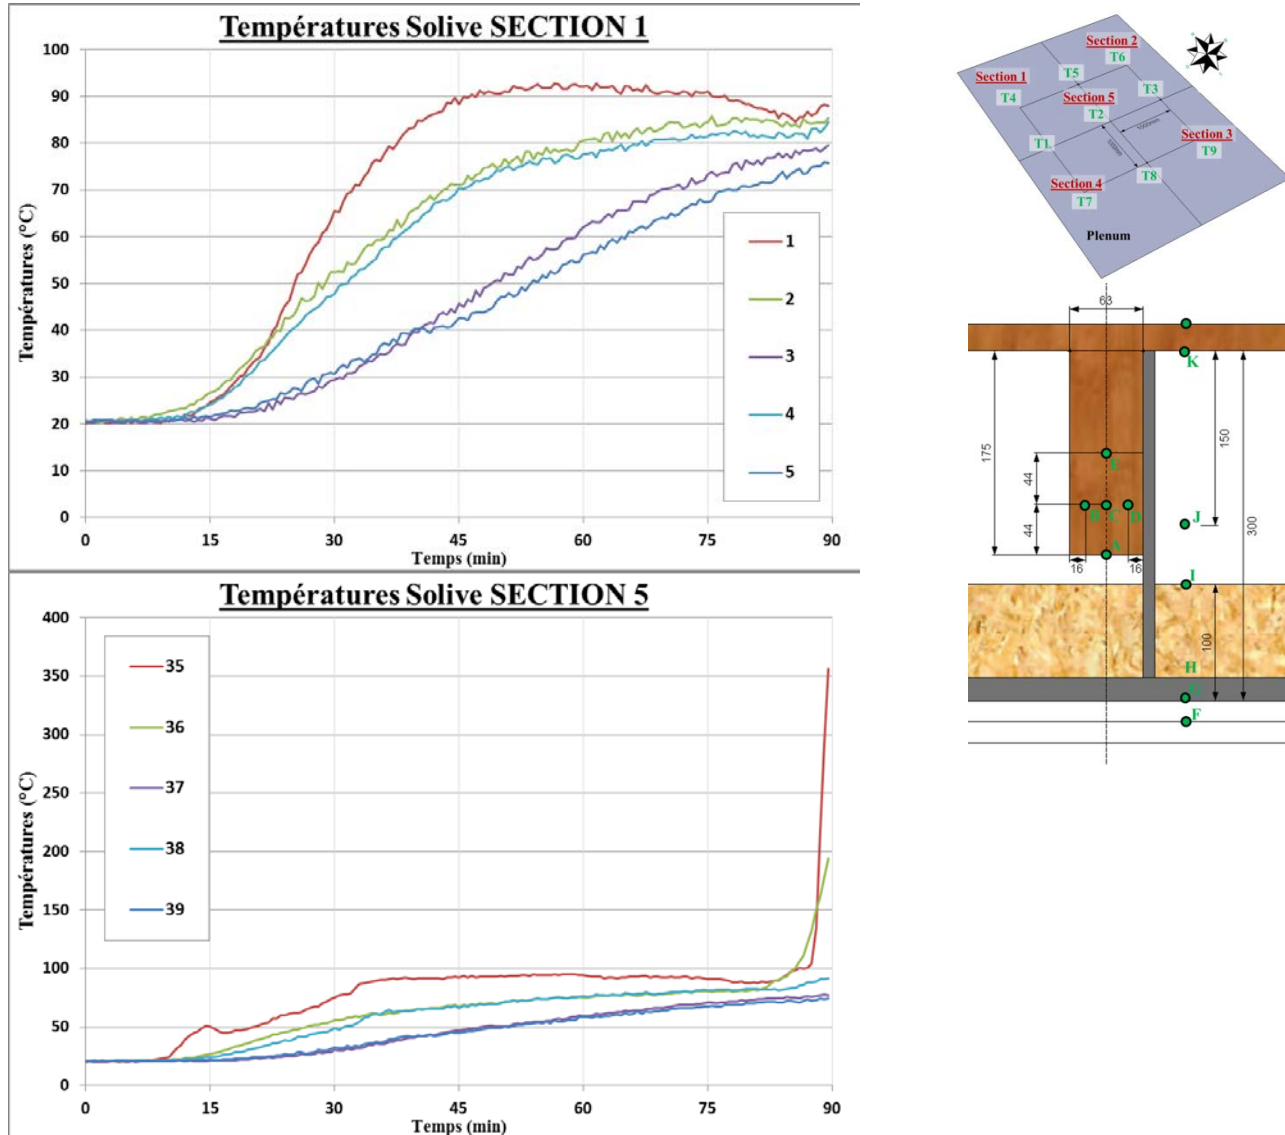 Températures Solive SECTION 1
Températures (°C)
100
90
80
70
60
50
40
30
20
10
0
0 15 30 45 60 75 90
Temps (min)
1
2
3
4
5
Températures Solive SECTION 5
Températures (°C)
400
350
300
250
200
150
100
50
0
0 15 30 45 60 75 90
Temps (min)
35
36
37
38
39
Section 2
T6
T5
Section 1
T4
T3
Section 5
T2
1000mm
Section 3
T9
T1
T8
Section 4
T7
Plenum
63
K
175
150
E
44
44
B C D
J
300
A
16 16
I
100
H
G
F